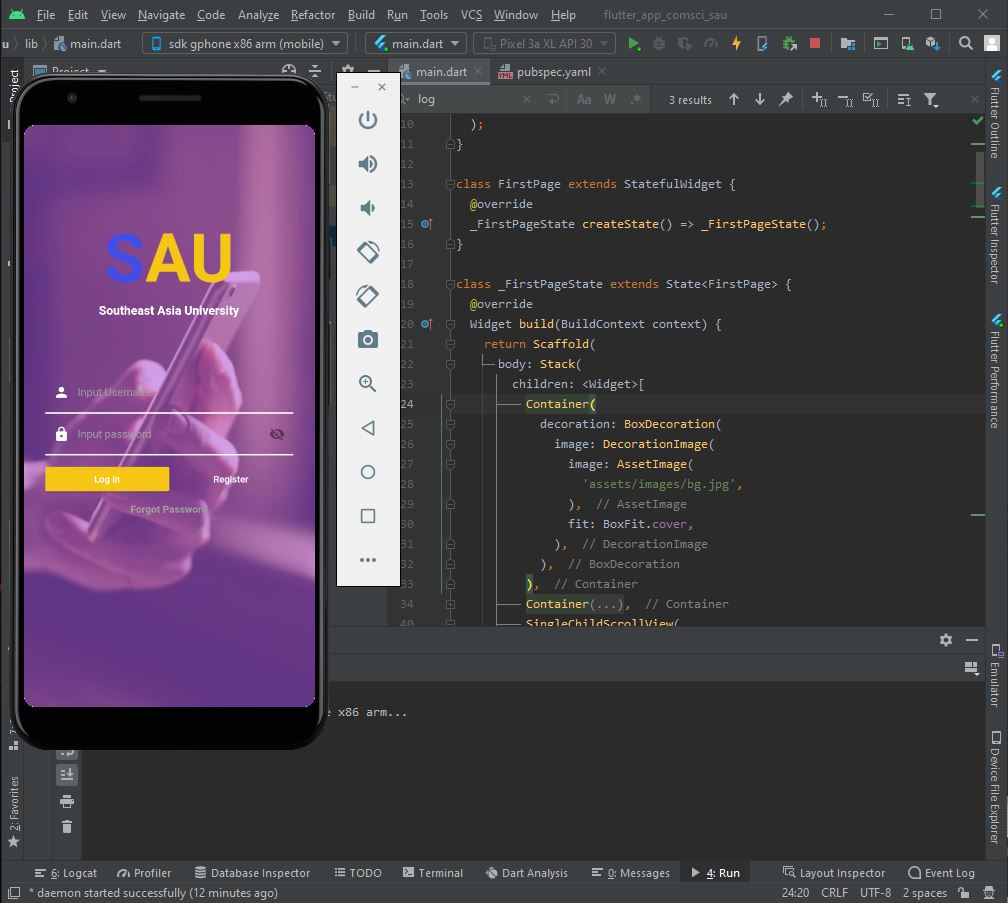 File Edit View Navigate Code Analyze Refactor Build Run Tools VCS Window Help flutter_app_comsci_sau
u lib main.dart sdk gphone x86 arm (mobile) main.dart Pixel 3a XL API 30
Project Project main.dart pubspec.yaml
log Aa W .* 3 results
10 );
11 }
12
13 class FirstPage extends StatefulWidget {
14 @override
15 _FirstPageState createState() => _FirstPageState();
16 }
17
18 class _FirstPageState extends State<FirstPage> {
19 @override
20 Widget build(BuildContext context) {
21 return Scaffold(
22 body: Stack(
23 children: <Widget>[
24 Container(
25 decoration: BoxDecoration(
26 image: DecorationImage(
27 image: AssetImage(
28 'assets/images/bg.jpg',
29 ), // AssetImage
30 fit: BoxFit.cover,
31 ), // DecorationImage
32 ), // BoxDecoration
33 ), // Container
34 Container(...), // Container
40 SingleChildScrollView(
SAU
Southeast Asia University
Input Username
Input password
Log In Register
Forgot Password
x86 arm...
Flutter Outline
Flutter Inspector
Flutter Performance
Emulator
Device File Explorer
2: Favorites
6: Logcat Profiler Database Inspector TODO Terminal Dart Analysis 0: Messages 4: Run Layout Inspector Event Log
* daemon started successfully (12 minutes ago) 24:20 CRLF UTF-8 2 spaces